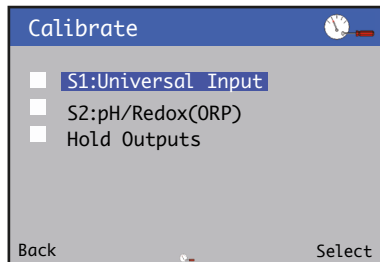 Calibrate
S1:Universal Input
S2:pH/Redox(ORP)
Hold Outputs
Back Select